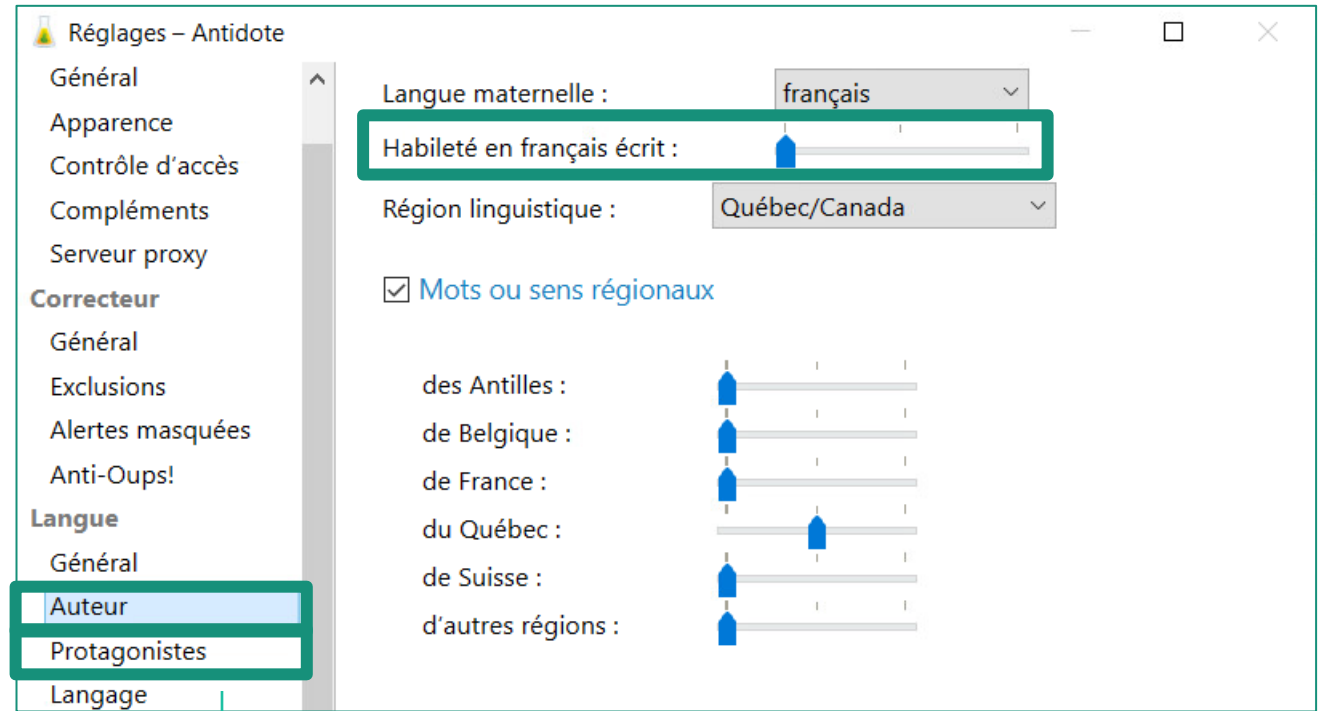 Réglages – Antidote
Général
Apparence
Contrôle d'accès
Compléments
Serveur proxy
Correcteur
Général
Exclusions
Alertes masquées
Anti-Oups!
Langue
Général
Auteur
Protagonistes
Langage
Langue maternelle : français
Habileté en français écrit :
Région linguistique : Québec/Canada
Mots ou sens régionaux
des Antilles :
de Belgique :
de France :
du Québec :
de Suisse :
d'autres régions :